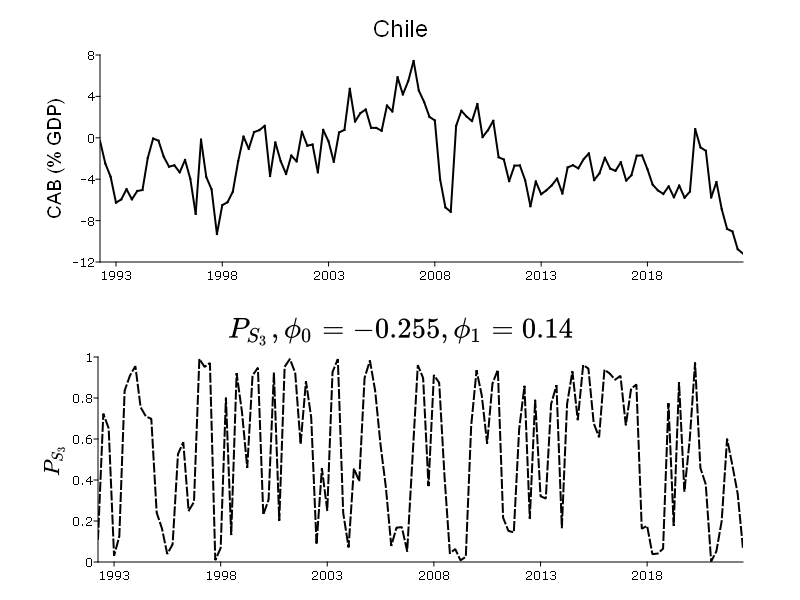 Chile
CAB (% GDP)
8
4
0
−4
−8
−12
1993 1998 2003 2008 2013 2018
P_{S_3}, ϕ_0 = −0.255, ϕ_1 = 0.14
P_{S_3}
1
0.8
0.6
0.4
0.2
0
1993 1998 2003 2008 2013 2018